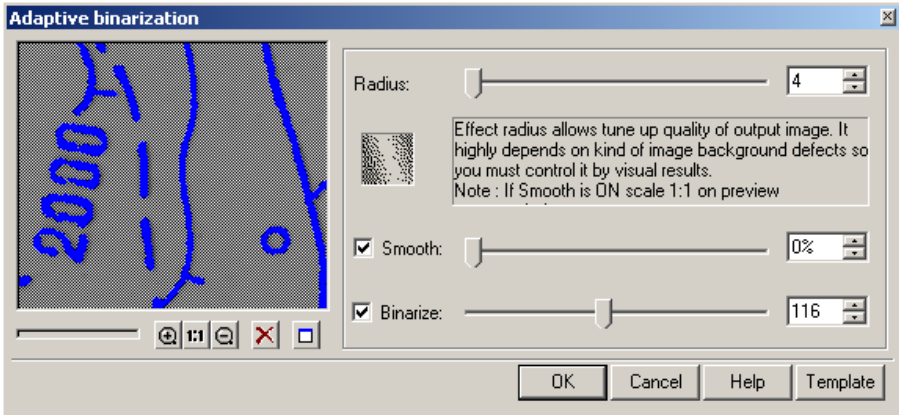 Adaptive binarization
2000
1:1
Radius:
4
Effect radius allows tune up quality of output image. It
highly depends on kind of image background defects so
you must control it by visual results.
Note : If Smooth is ON scale 1:1 on preview
Smooth:
0%
Binarize:
116
OK
Cancel
Help
Template